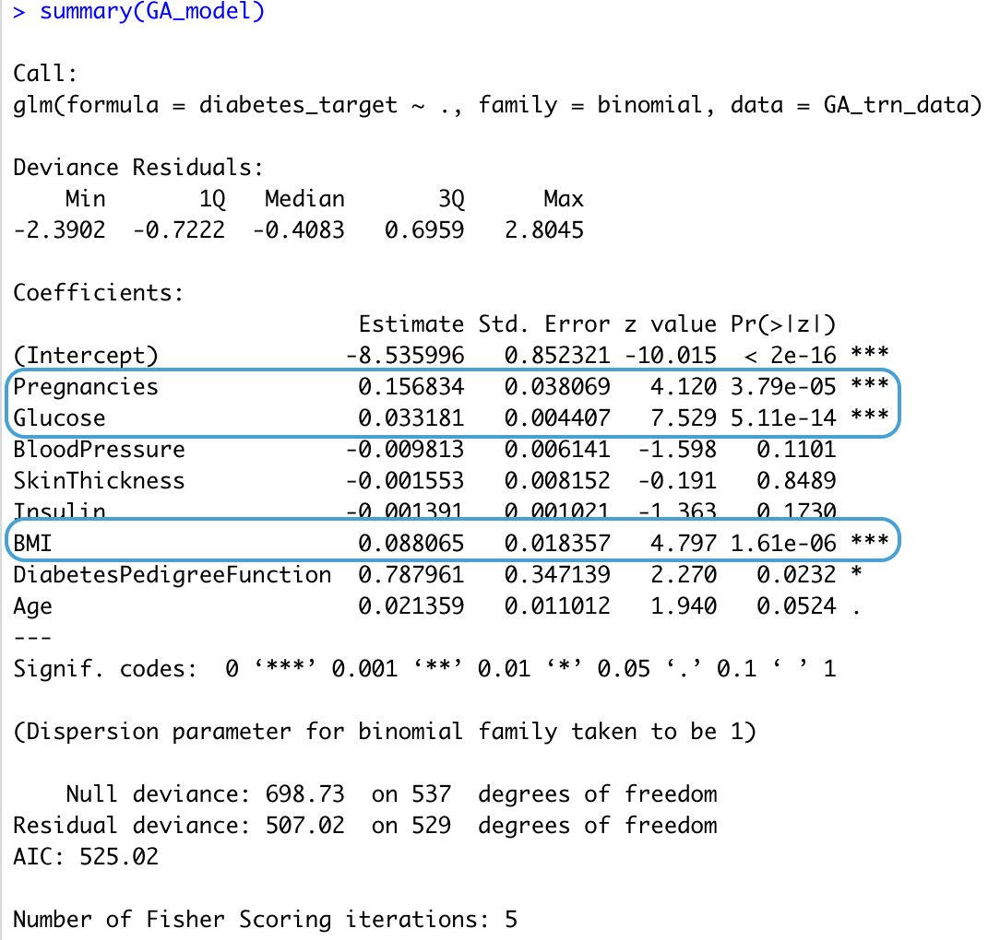 > summary(GA_model)
Call:
glm(formula = diabetes_target ~ ., family = binomial, data = GA_trn_data)
Deviance Residuals:
    Min       1Q   Median       3Q      Max
-2.3902  -0.7222  -0.4083   0.6959   2.8045
Coefficients:
                          Estimate Std. Error z value Pr(>|z|)
(Intercept)              -8.535996   0.852321 -10.015  < 2e-16 ***
Pregnancies               0.156834   0.038069   4.120 3.79e-05 ***
Glucose                   0.033181   0.004407   7.529 5.11e-14 ***
BloodPressure            -0.009813   0.006141  -1.598   0.1101
SkinThickness            -0.001553   0.008152  -0.191   0.8489
Insulin                  -0.001391   0.001021  -1.363   0.1730
BMI                       0.088065   0.018357   4.797 1.61e-06 ***
DiabetesPedigreeFunction  0.787961   0.347139   2.270   0.0232 *
Age                       0.021359   0.011012   1.940   0.0524 .
---
Signif. codes:  0 ‘***’ 0.001 ‘**’ 0.01 ‘*’ 0.05 ‘.’ 0.1 ‘ ’ 1
(Dispersion parameter for binomial family taken to be 1)
    Null deviance: 698.73  on 537  degrees of freedom
Residual deviance: 507.02  on 529  degrees of freedom
AIC: 525.02
Number of Fisher Scoring iterations: 5